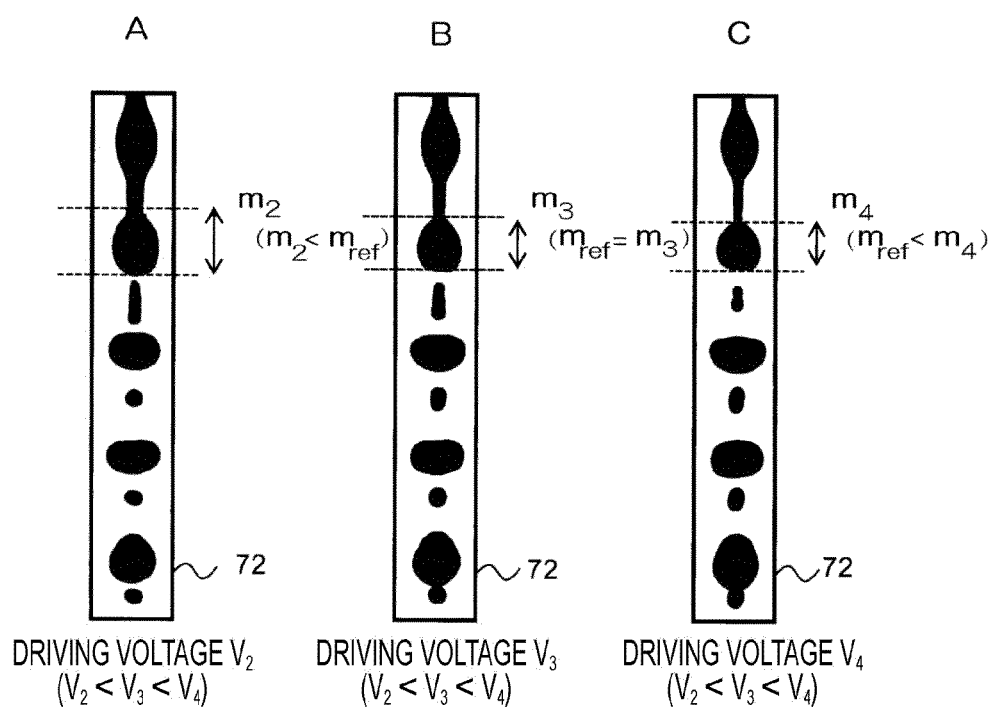 A B C
m2 (m2 < mref)
m3 (mref = m3)
m4 (mref < m4)
72 72 72
DRIVING VOLTAGE V2
(V2 < V3 < V4)
DRIVING VOLTAGE V3
(V2 < V3 < V4)
DRIVING VOLTAGE V4
(V2 < V3 < V4)